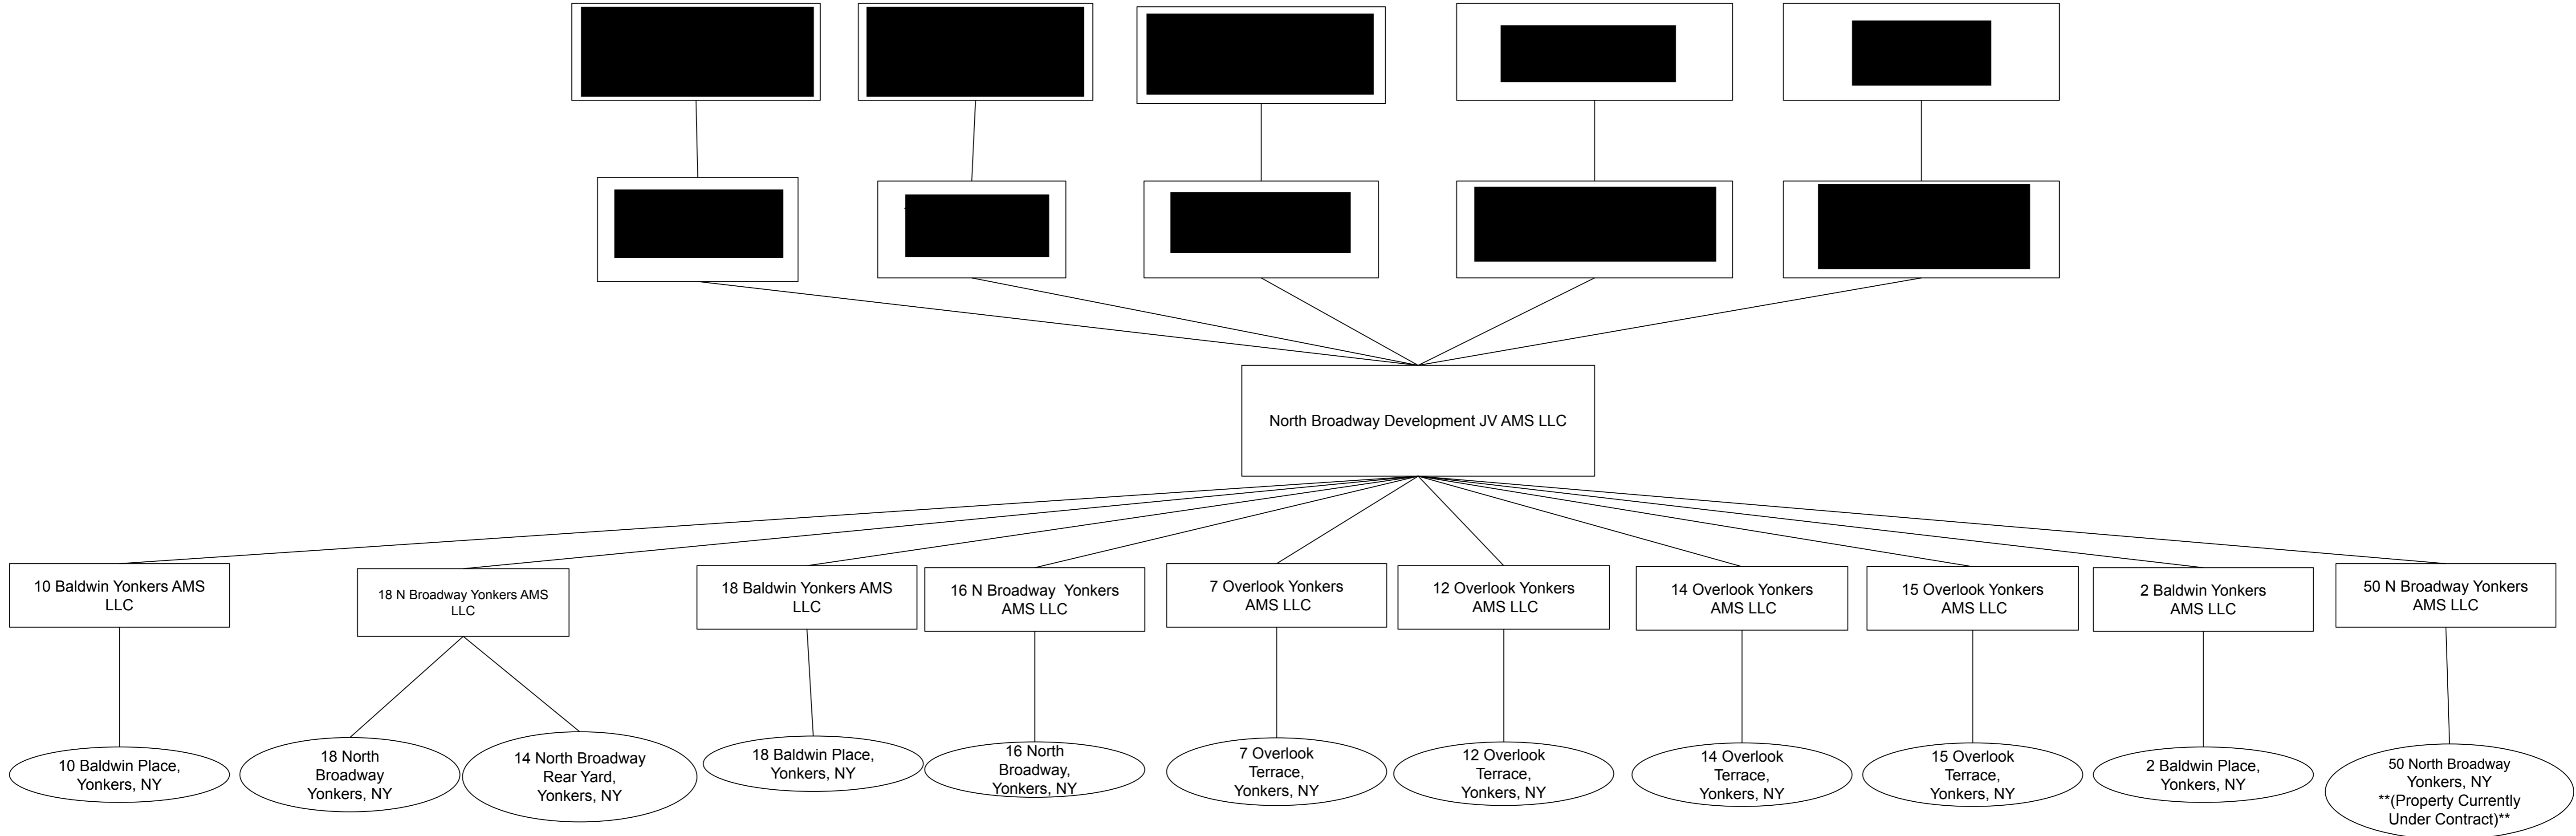 North Broadway Development JV AMS LLC
10 Baldwin Yonkers AMS
LLC
18 N Broadway Yonkers AMS
LLC
18 Baldwin Yonkers AMS
LLC
16 N Broadway  Yonkers
AMS LLC
7 Overlook Yonkers
AMS LLC
12 Overlook Yonkers
AMS LLC
14 Overlook Yonkers
AMS LLC
15 Overlook Yonkers
AMS LLC
2 Baldwin Yonkers
AMS LLC
50 N Broadway Yonkers
AMS LLC
10 Baldwin Place,
Yonkers, NY
18 North
Broadway
Yonkers, NY
14 North Broadway
Rear Yard,
Yonkers, NY
18 Baldwin Place,
Yonkers, NY
16 North
Broadway,
Yonkers, NY
7 Overlook
Terrace,
Yonkers, NY
12 Overlook
Terrace,
Yonkers, NY
14 Overlook
Terrace,
Yonkers, NY
15 Overlook
Terrace,
Yonkers, NY
2 Baldwin Place,
Yonkers, NY
50 North Broadway
Yonkers, NY
**(Property Currently
Under Contract)**